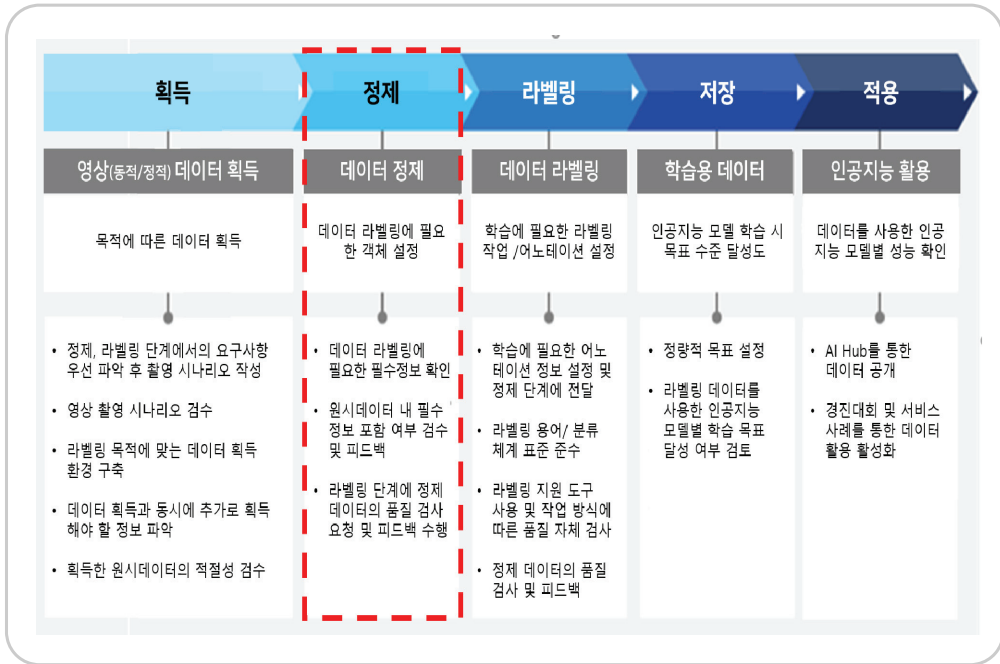 획득
정제
라벨링
저장
적용
영상(동적/정적) 데이터 획득
데이터 정제
데이터 라벨링
학습용 데이터
인공지능 활용
목적에 따른 데이터 획득
데이터 라벨링에 필요
한 객체 설정
학습에 필요한 라벨링
작업 /어노테이션 설정
인공지능 모델 학습 시
목표 수준 달성도
데이터를 사용한 인공
지능 모델별 성능 확인
• 정제, 라벨링 단계에서의 요구사항
우선 파악 후 촬영 시나리오 작성
• 영상 촬영 시나리오 검수
• 라벨링 목적에 맞는 데이터 획득
환경 구축
• 데이터 획득과 동시에 추가로 획득
해야 할 정보 파악
• 획득한 원시데이터의 적절성 검수
• 데이터 라벨링에
필요한 필수정보 확인
• 원시데이터 내 필수
정보 포함 여부 검수
및 피드백
• 라벨링 단계에 정제
데이터의 품질 검사
요청 및 피드백 수행
• 학습에 필요한 어노
테이션 정보 설정 및
정제 단계에 전달
• 라벨링 용어/ 분류
체계 표준 준수
• 라벨링 지원 도구
사용 및 작업 방식에
따른 품질 자체 검사
• 정제 데이터의 품질
검사 및 피드백
• 정량적 목표 설정
• 라벨링 데이터를
사용한 인공지능
모델별 학습 목표
달성 여부 검토
• AI Hub를 통한
데이터 공개
• 경진대회 및 서비스
사례를 통한 데이터
활용 활성화